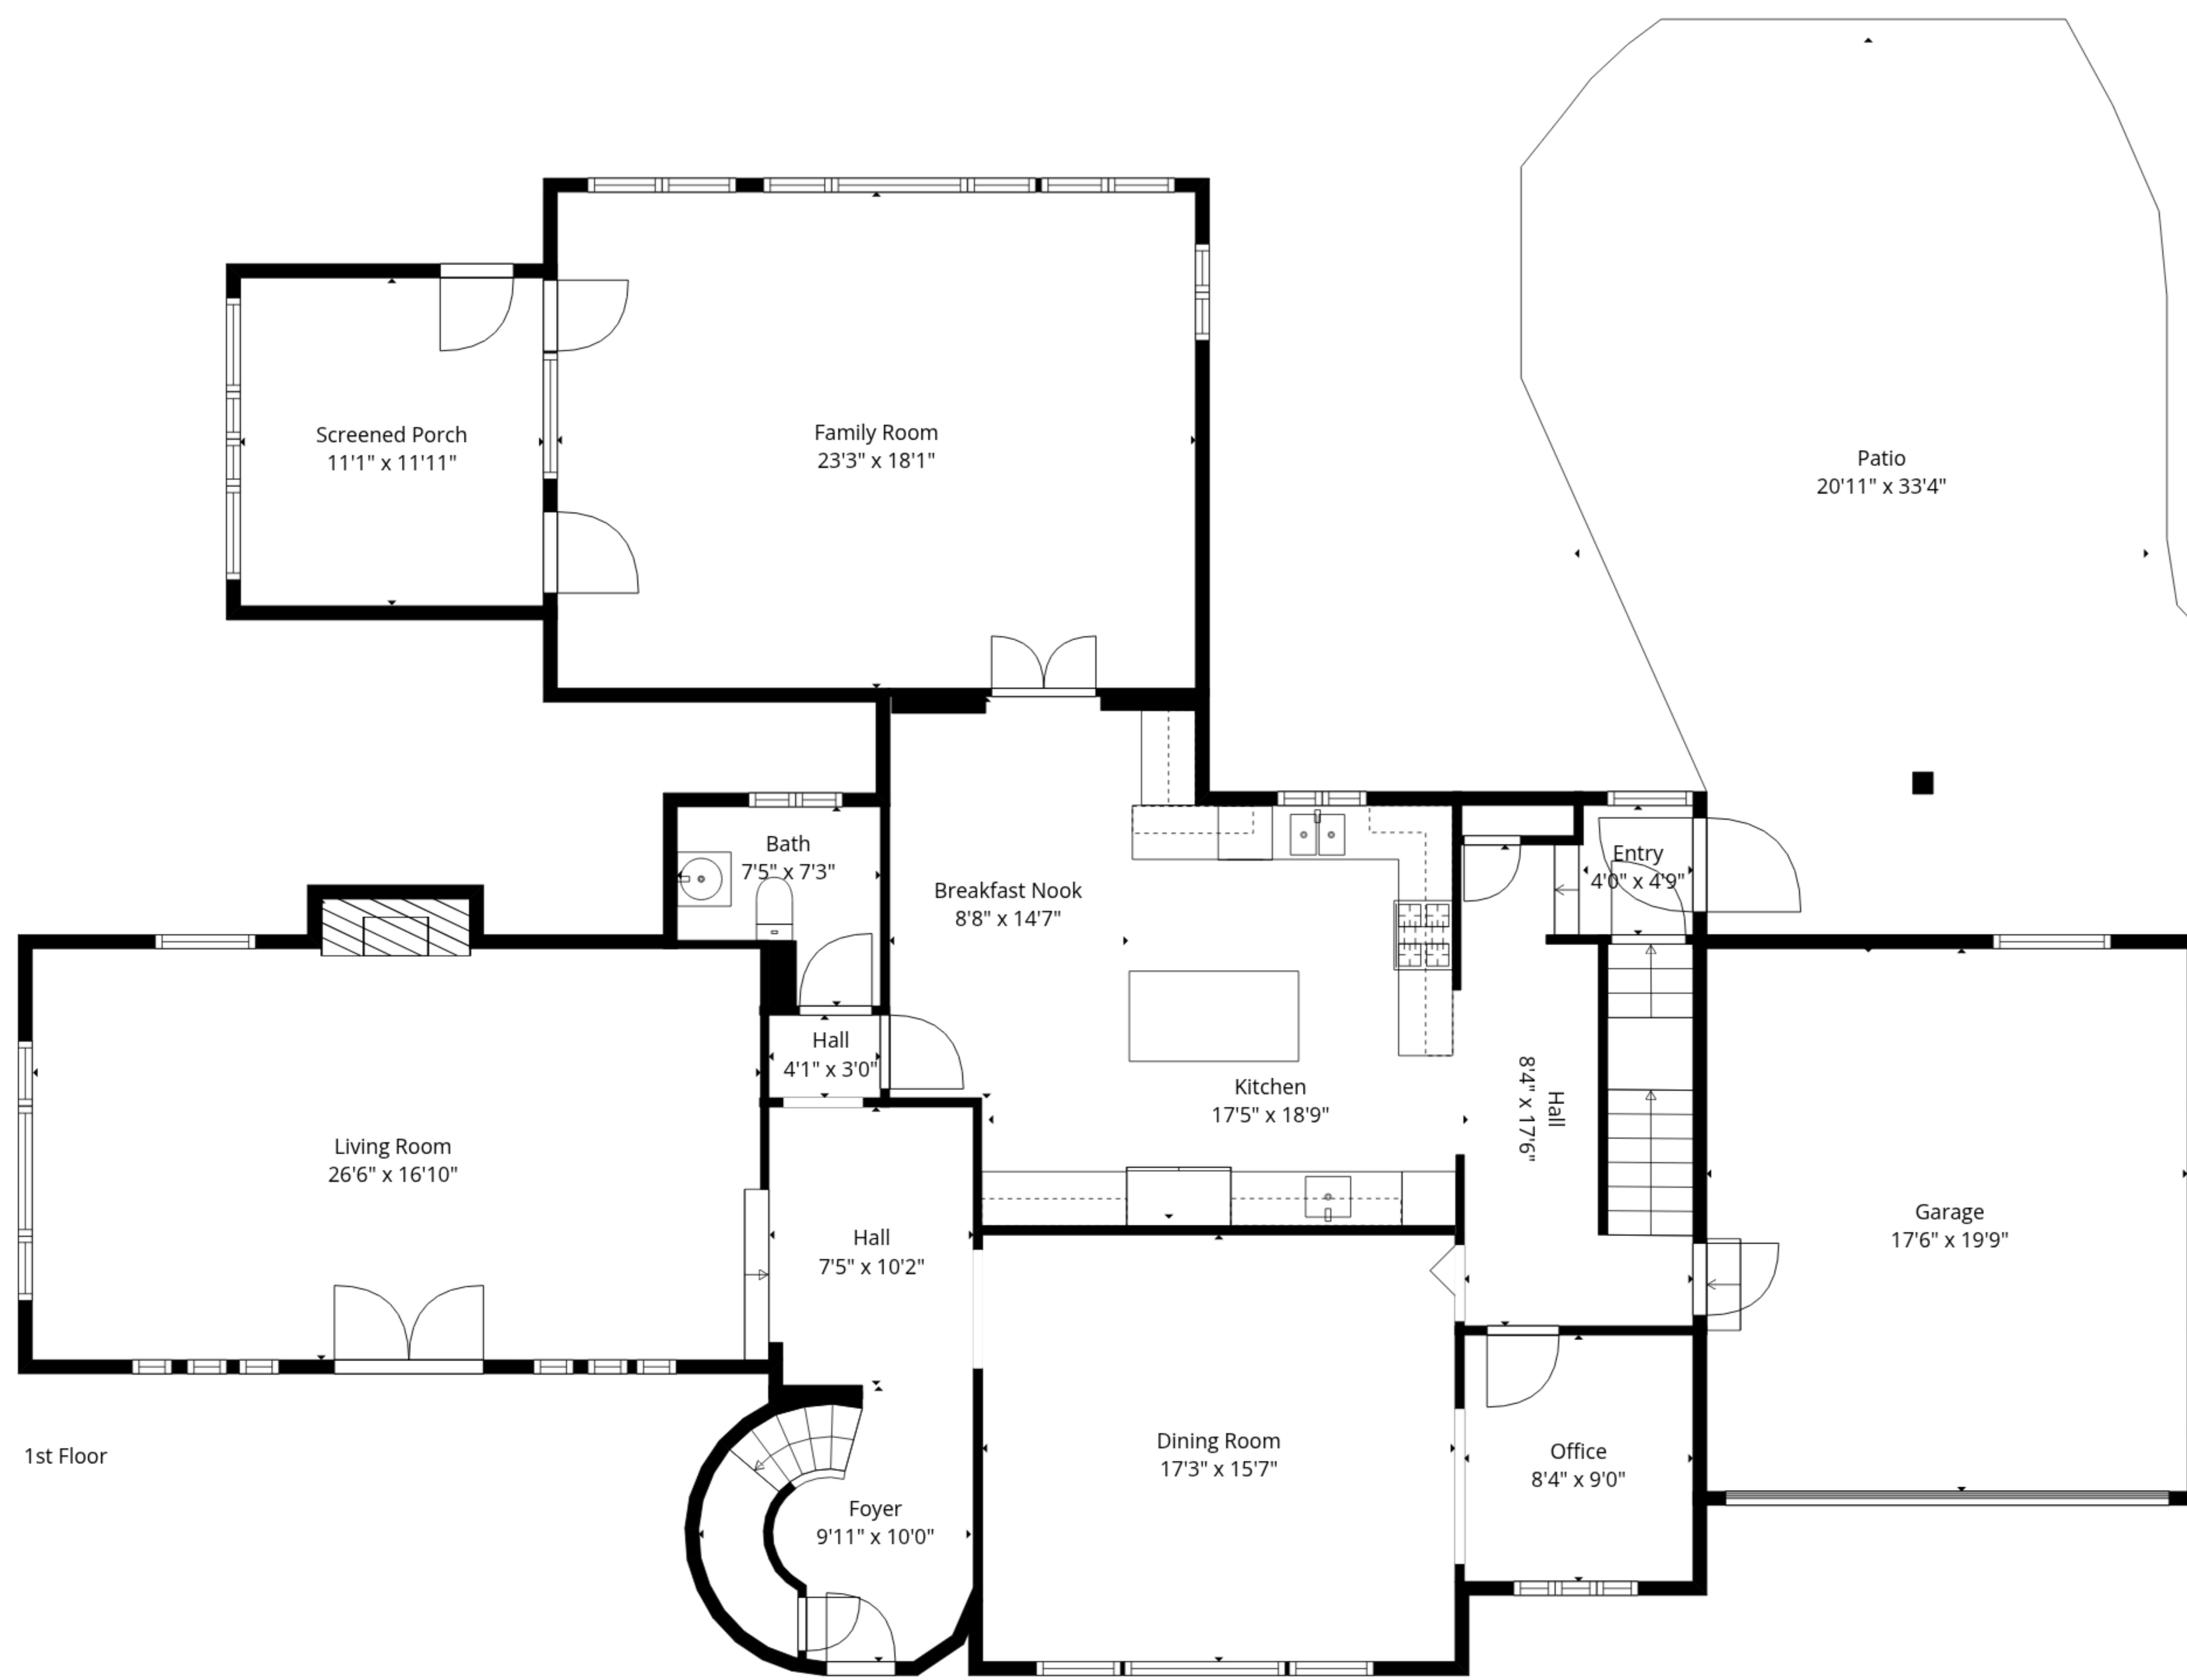 Family Room
23'3" x 18'1"
Screened Porch
11'1" x 11'11"
Patio
20'11" x 33'4"
Bath
7'5" x 7'3"
Entry
4'0" x 4'9"
Breakfast Nook
8'8" x 14'7"
Hall
4'1" x 3'0"
Kitchen
17'5" x 18'9"
Hall
8'4" x 17'6"
Living Room
26'6" x 16'10"
Garage
17'6" x 19'9"
Hall
7'5" x 10'2"
Dining Room
17'3" x 15'7"
Office
8'4" x 9'0"
1st Floor
Foyer
9'11" x 10'0"